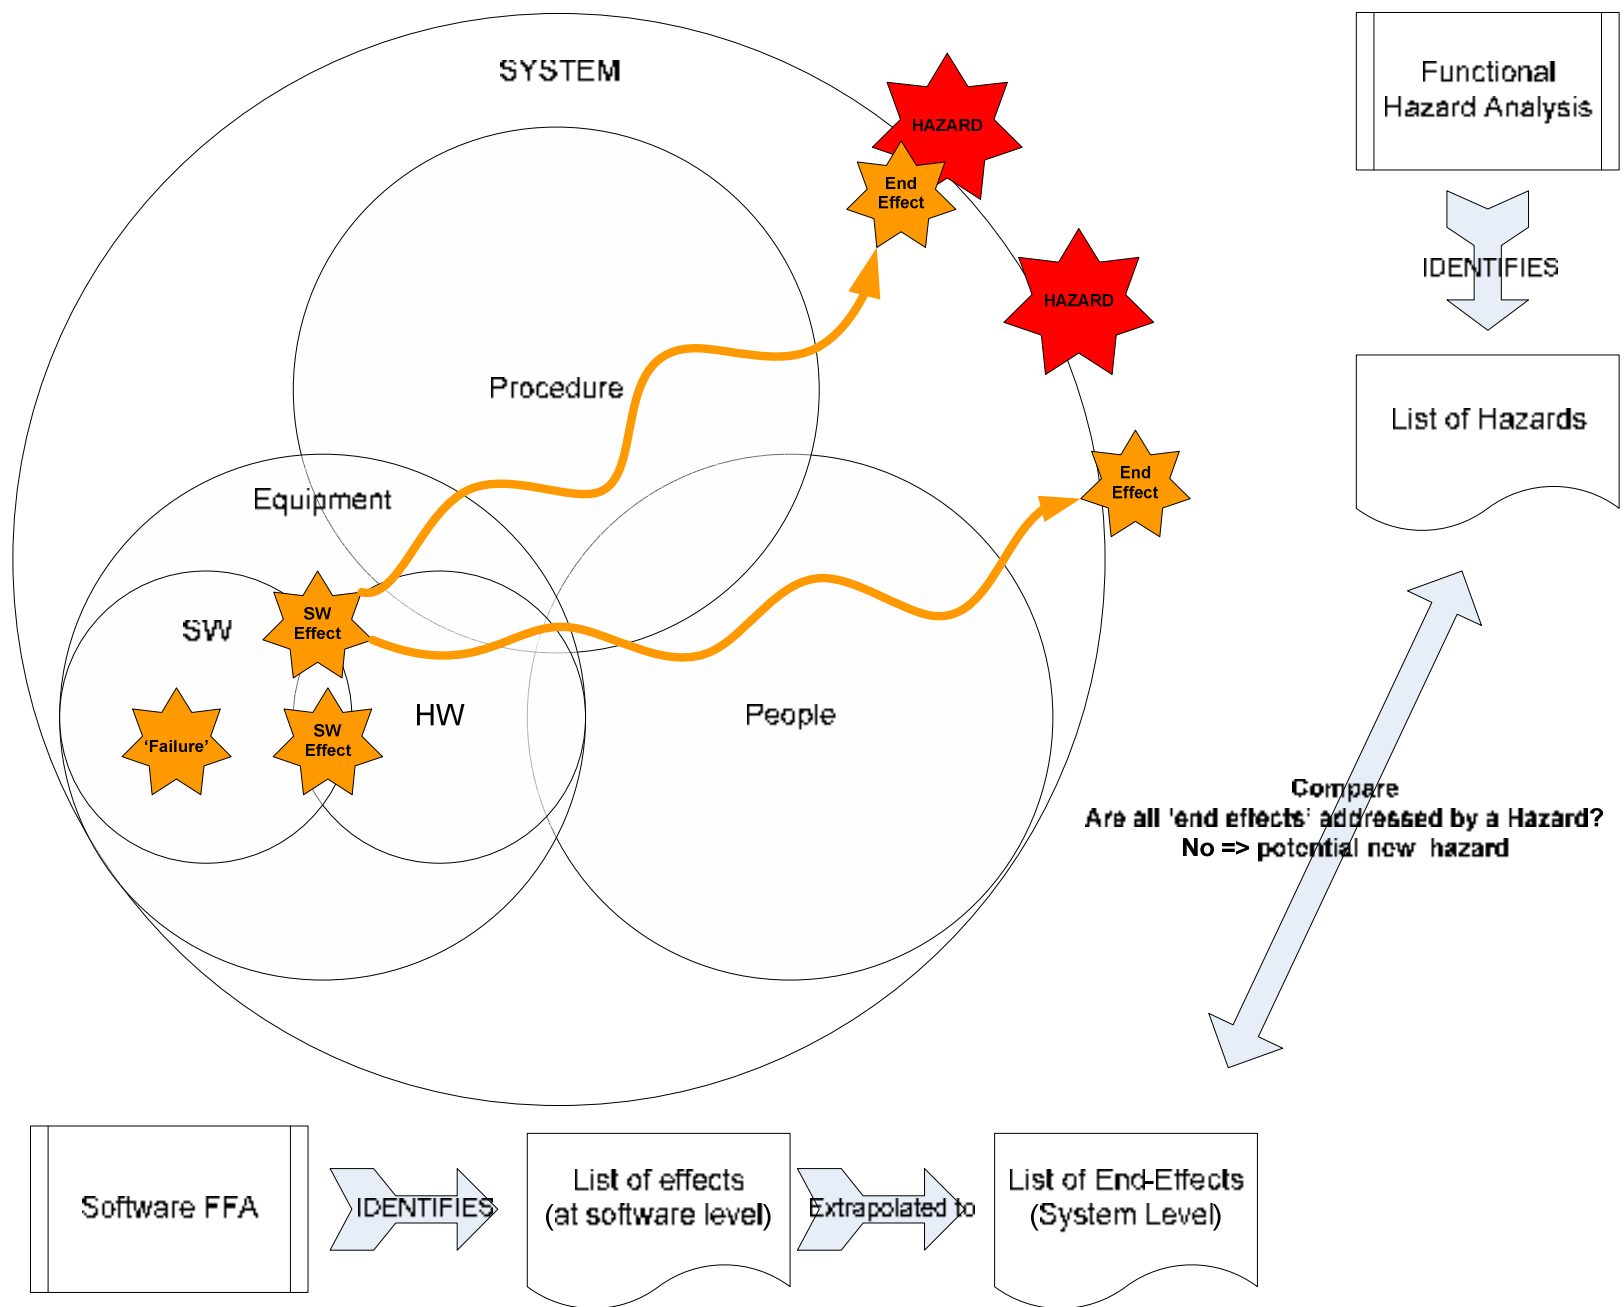 SYSTEM
HAZARD
End
Effect
HAZARD
Procedure
Equipment
End
Effect
SW
SW
Effect
HW
People
'Failure'
SW
Effect
Functional
Hazard Analysis
IDENTIFIES
List of Hazards
Compare
Are all 'end effects' addressed by a Hazard?
No => potential new hazard
Software FFA
IDENTIFIES
List of effects
(at software level)
Extrapolated to
List of End-Effects
(System Level)